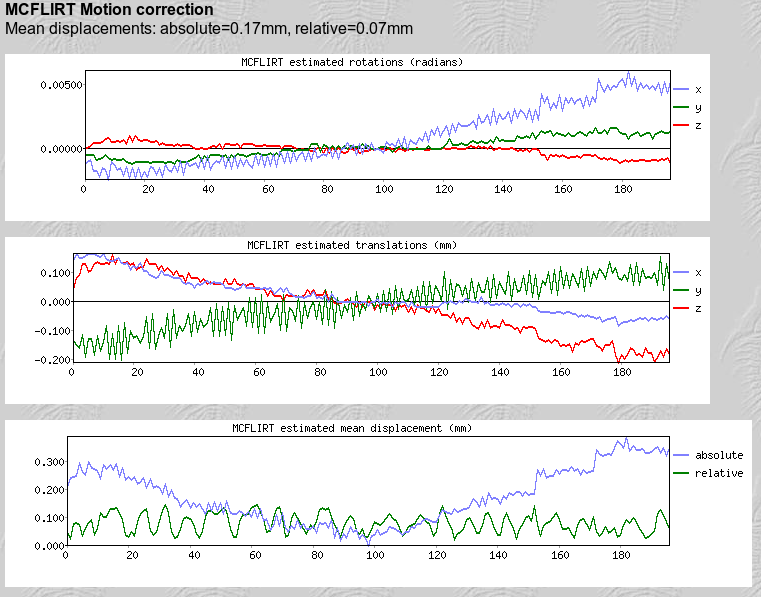 MCFLIRT Motion correction
Mean displacements: absolute=0.17mm, relative=0.07mm
MCFLIRT estimated rotations (radians)
0.00500
0.00000
0 20 40 60 80 100 120 140 160 180
x
y
z
MCFLIRT estimated translations (mm)
0.100
0.000
-0.100
-0.200
0 20 40 60 80 100 120 140 160 180
x
y
z
MCFLIRT estimated mean displacement (mm)
0.300
0.200
0.100
0.000
0 20 40 60 80 100 120 140 160 180
absolute
relative